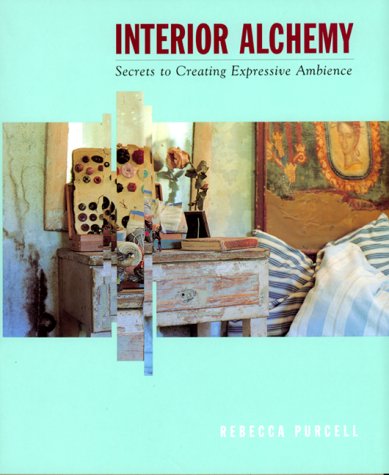 INTERIOR ALCHEMY
Secrets to Creating Expressive Ambience
REBECCA PURCELL